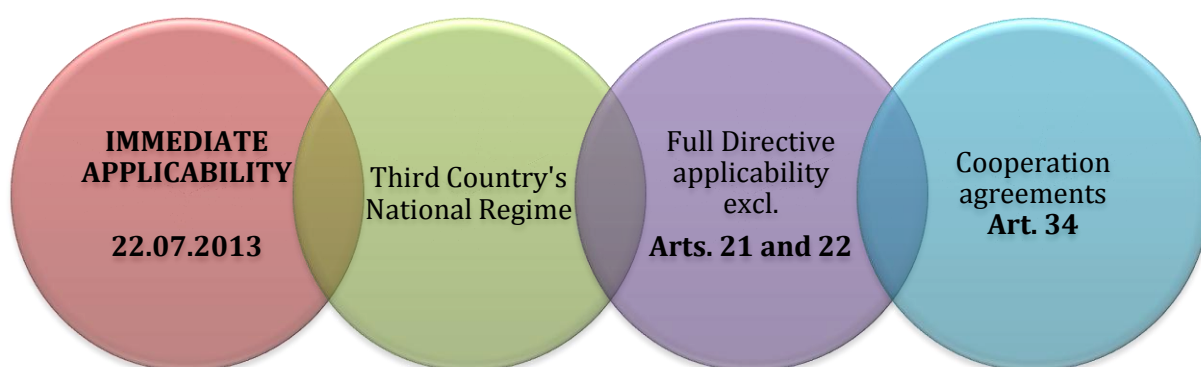 IMMEDIATE
APPLICABILITY
22.07.2013
Third Country's
National Regime
Full Directive
applicability
excl.
Arts. 21 and 22
Cooperation
agreements
Art. 34